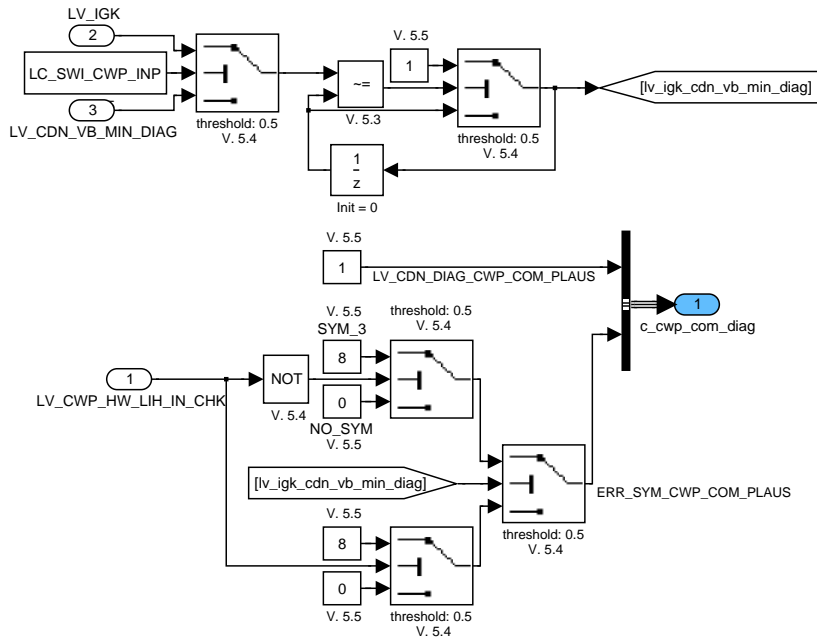 LV_IGK
2
LC_SWI_CWP_INP
3
LV_CDN_VB_MIN_DIAG
threshold: 0.5
V. 5.4
~=
V. 5.3
V. 5.5
1
threshold: 0.5
V. 5.4
[lv_igk_cdn_vb_min_diag]
1
z
Init = 0
V. 5.5
1
LV_CDN_DIAG_CWP_COM_PLAUS
1
c_cwp_com_diag
V. 5.5
SYM_3
8
threshold: 0.5
V. 5.4
1
LV_CWP_HW_LIH_IN_CHK
NOT
V. 5.4
0
NO_SYM
V. 5.5
[lv_igk_cdn_vb_min_diag]
threshold: 0.5
V. 5.4
ERR_SYM_CWP_COM_PLAUS
V. 5.5
8
0
V. 5.5
threshold: 0.5
V. 5.4